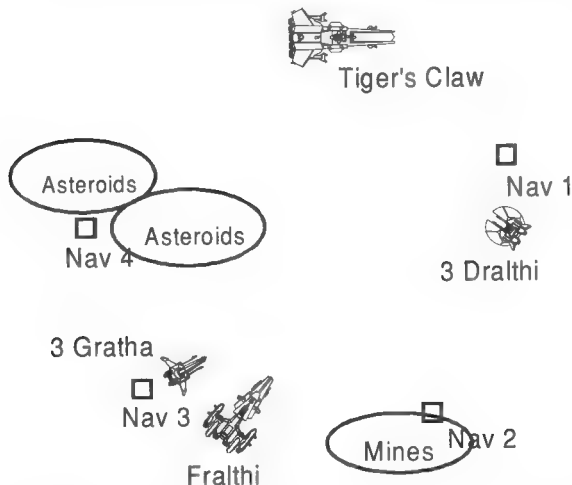 Tiger's Claw
Asteroids
Nav 1
Asteroids
Nav 4
3 Dralthi
3 Gratha
Nav 3
Nav 2
Mines
Fralthi